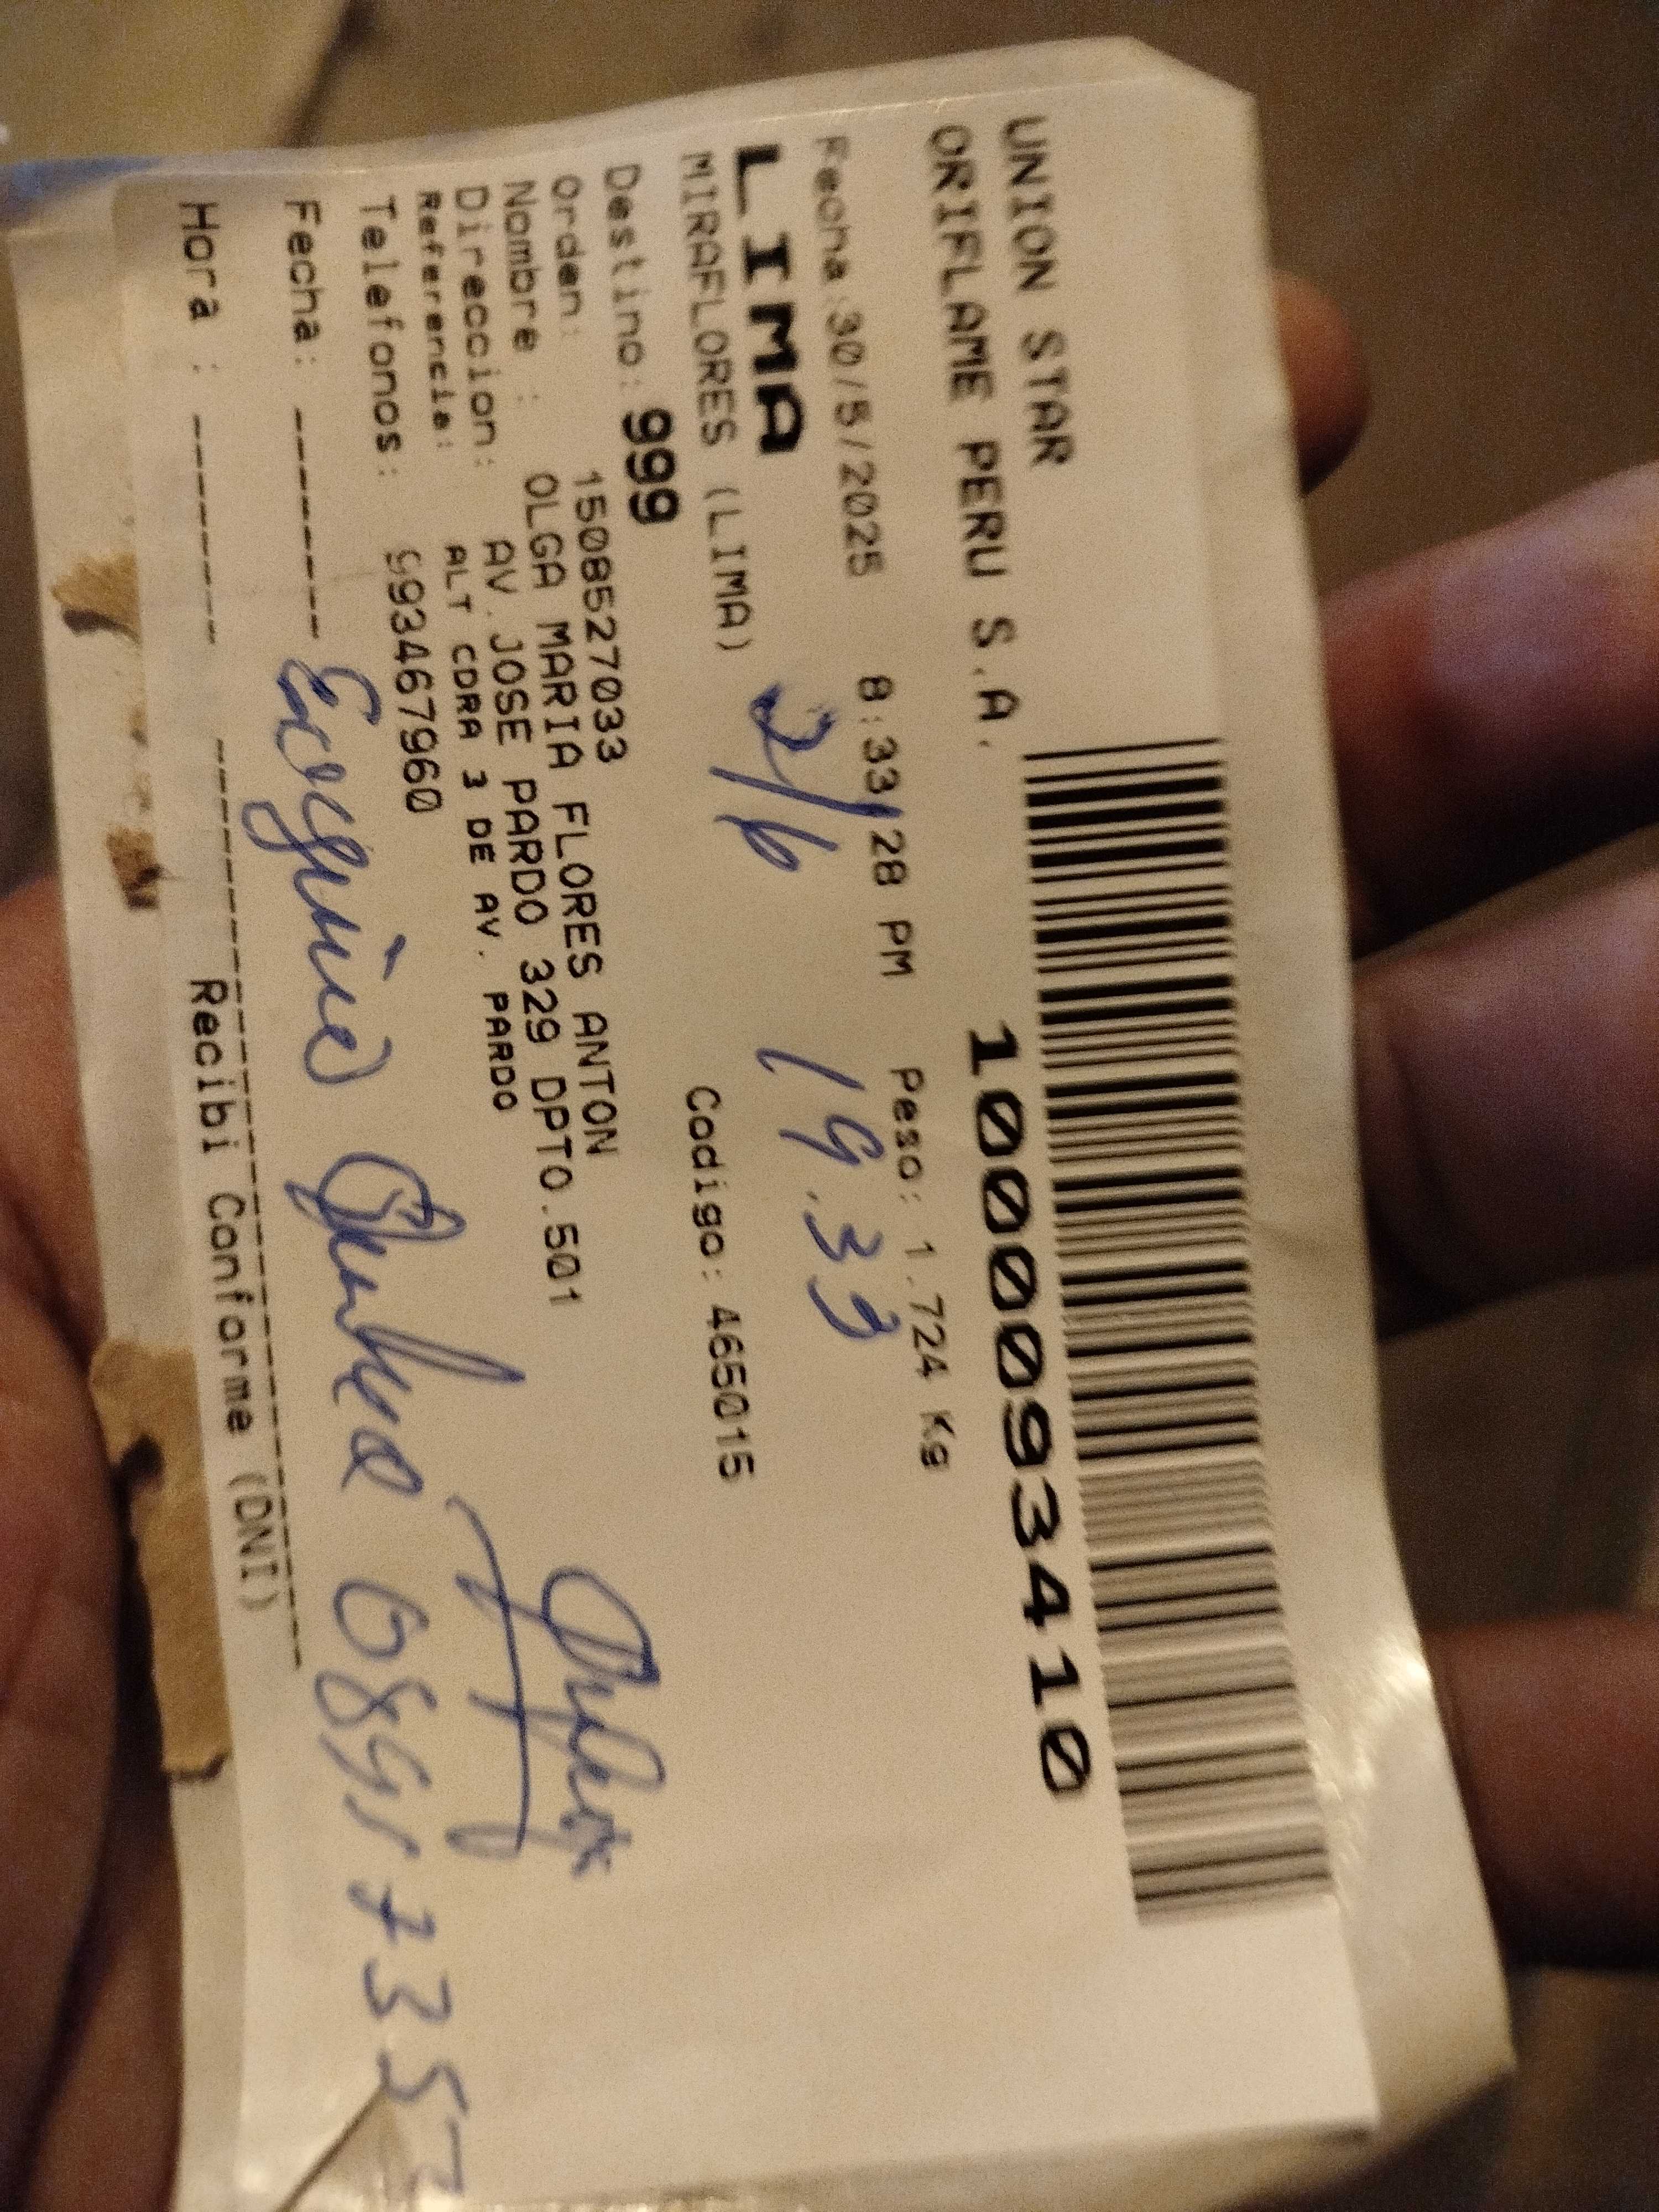 UNION STAR
ORIFLAME PERU S.A.
10000934410
Fecha:30/5/2025 8:33:28 PM Peso: 1.724 Kg
LIMA 2/6 19.33
MIRAFLORES (LIMA) Codigo: 465015
Destino: 999
Orden: 1508527033
Nombre : OLGA MARIA FLORES ANTON
Direccion: AV.JOSE PARDO 329 DPTO.501
Referencia: ALT CDRA 3 DE AV. PARDO
Telefonos: 993467960
Fecha: -------
Hora : -------
Recibi Conforme (DNI)